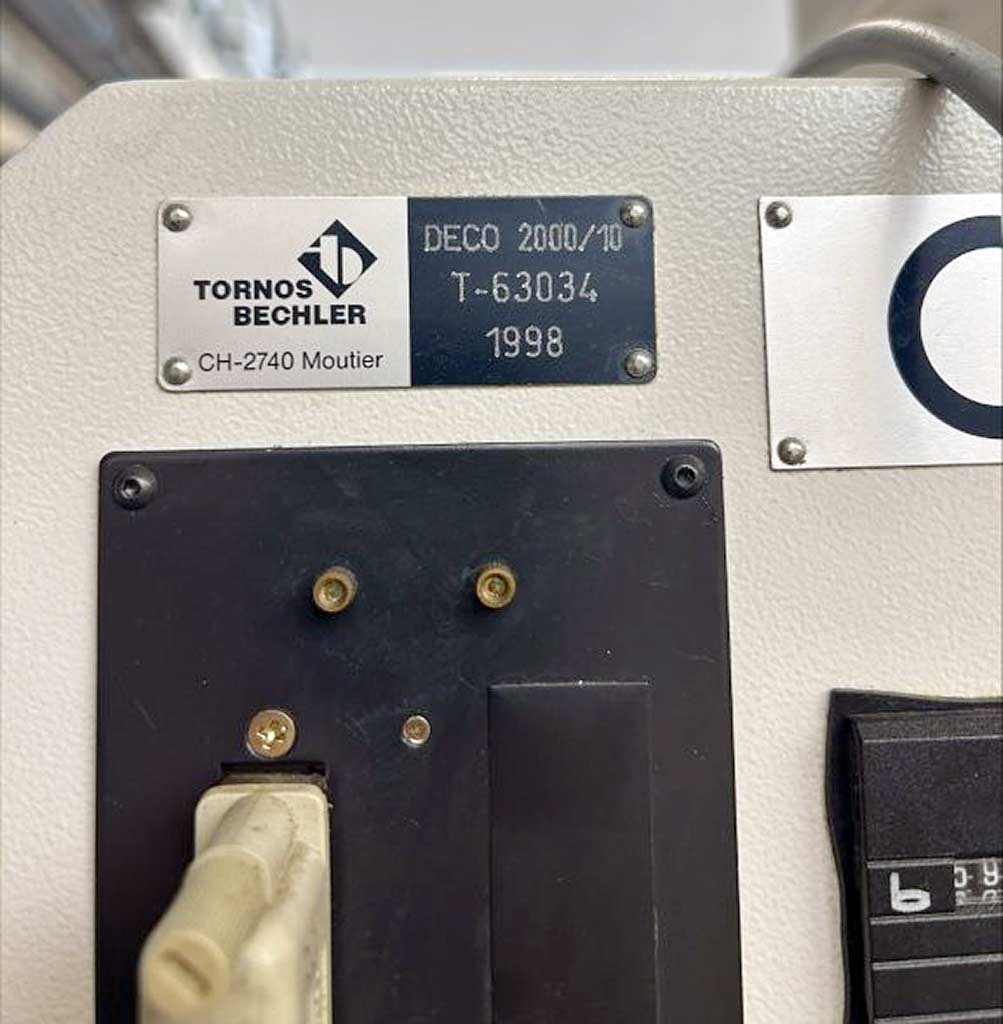 TORNOS
BECHLER
CH-2740 Moutier
DECO 2000/10
T-63034
1998